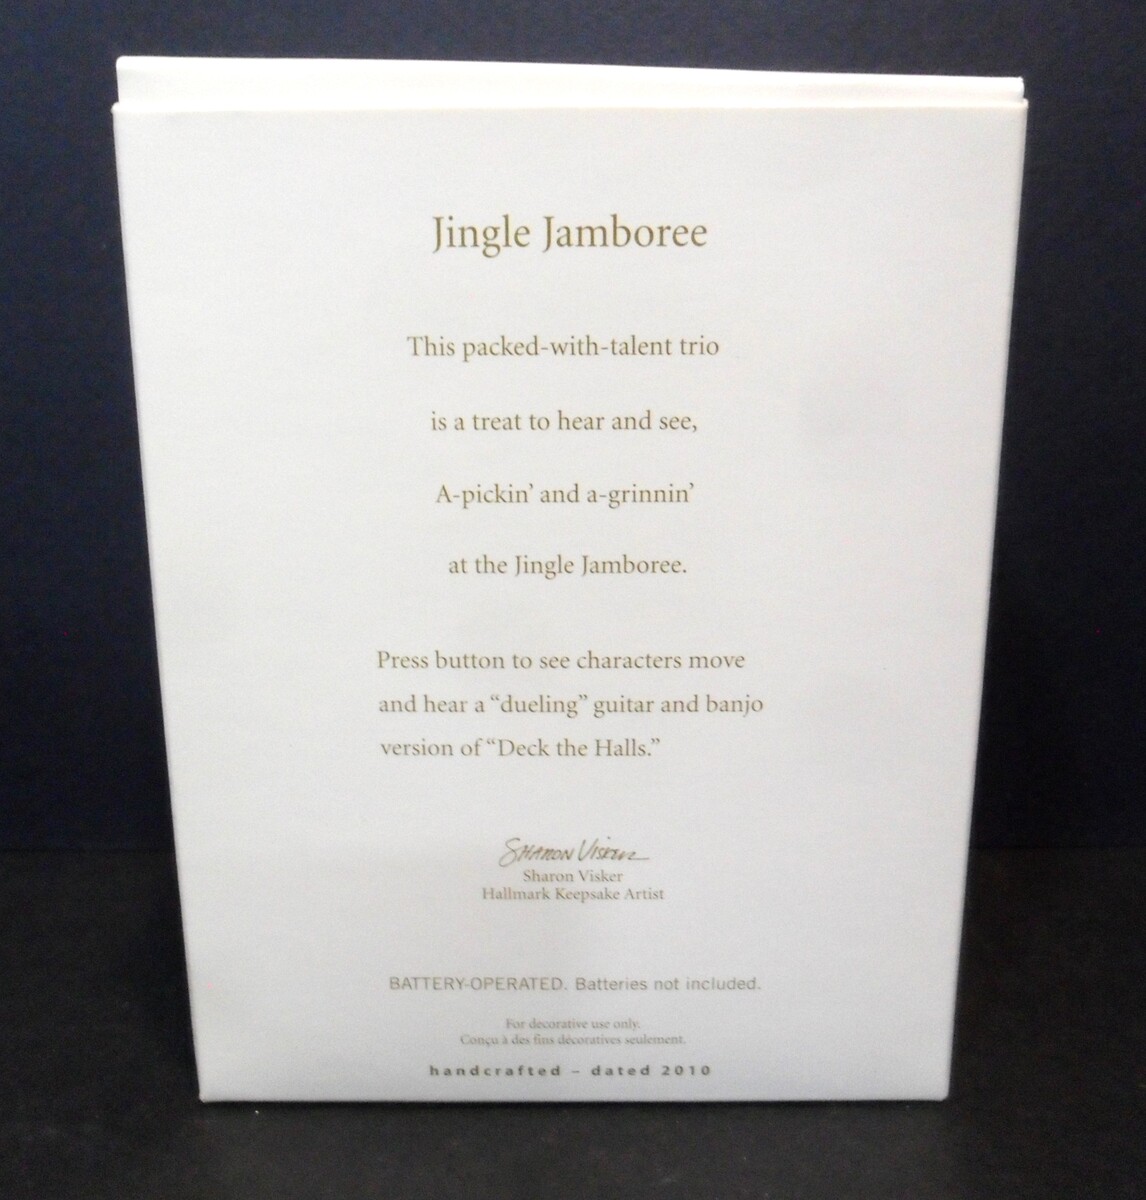 Jingle Jamboree
This packed-with-talent trio
is a treat to hear and see,
A-pickin’ and a-grinnin’
at the Jingle Jamboree.
Press button to see characters move
and hear a “dueling” guitar and banjo
version of “Deck the Halls.”
Sharon Visker
Sharon Visker
Hallmark Keepsake Artist
BATTERY-OPERATED. Batteries not included.
For decorative use only.
Conçu à des fins décoratives seulement.
handcrafted – dated 2010